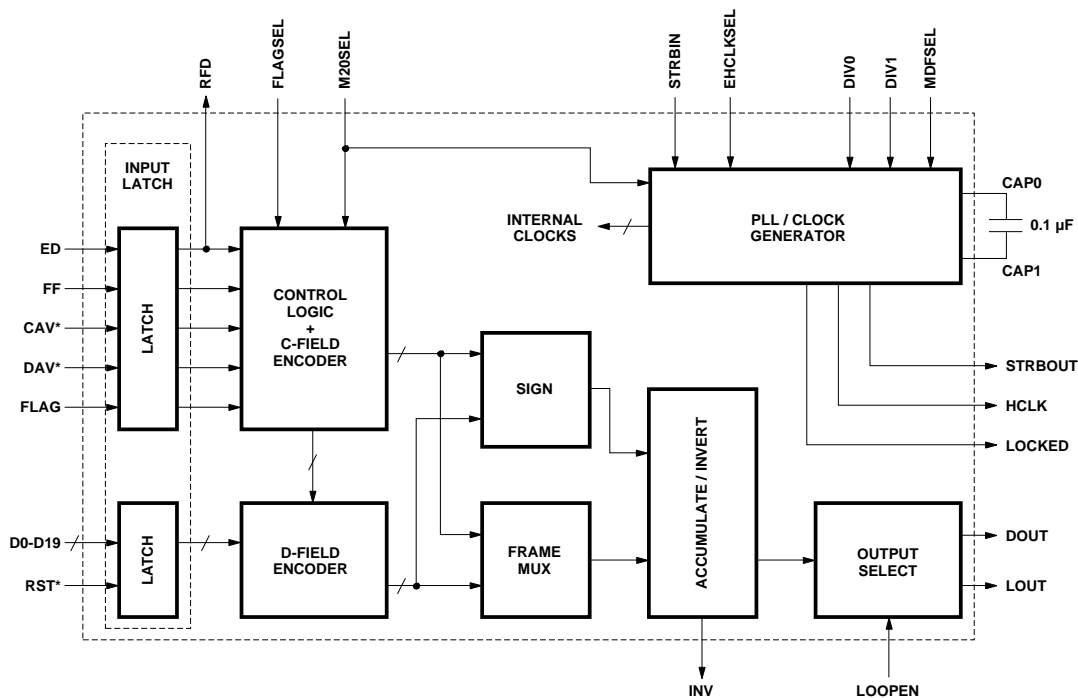 RFD
FLAGSEL
M20SEL
STRBIN
EHCLKSEL
DIV0
DIV1
MDFSEL
INPUT
LATCH
ED
FF
CAV*
DAV*
FLAG
LATCH
CONTROL
LOGIC
+
C-FIELD
ENCODER
INTERNAL
CLOCKS
PLL / CLOCK
GENERATOR
CAP0
0.1 µF
CAP1
SIGN
STRBOUT
HCLK
LOCKED
D0-D19
RST*
LATCH
D-FIELD
ENCODER
FRAME
MUX
ACCUMULATE / INVERT
OUTPUT
SELECT
DOUT
LOUT
INV
LOOPEN